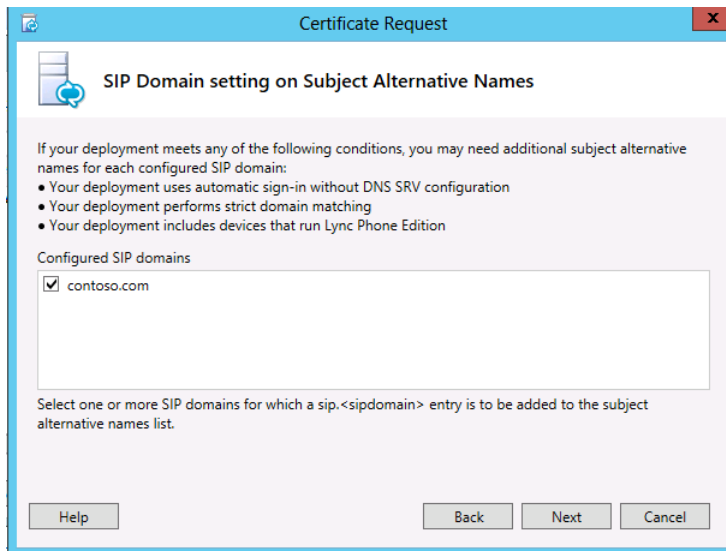 Certificate Request
x
SIP Domain setting on Subject Alternative Names
If your deployment meets any of the following conditions, you may need additional subject alternative
names for each configured SIP domain:
● Your deployment uses automatic sign-in without DNS SRV configuration
● Your deployment performs strict domain matching
● Your deployment includes devices that run Lync Phone Edition
Configured SIP domains
contoso.com
Select one or more SIP domains for which a sip.<sipdomain> entry is to be added to the subject
alternative names list.
Help
Back
Next
Cancel